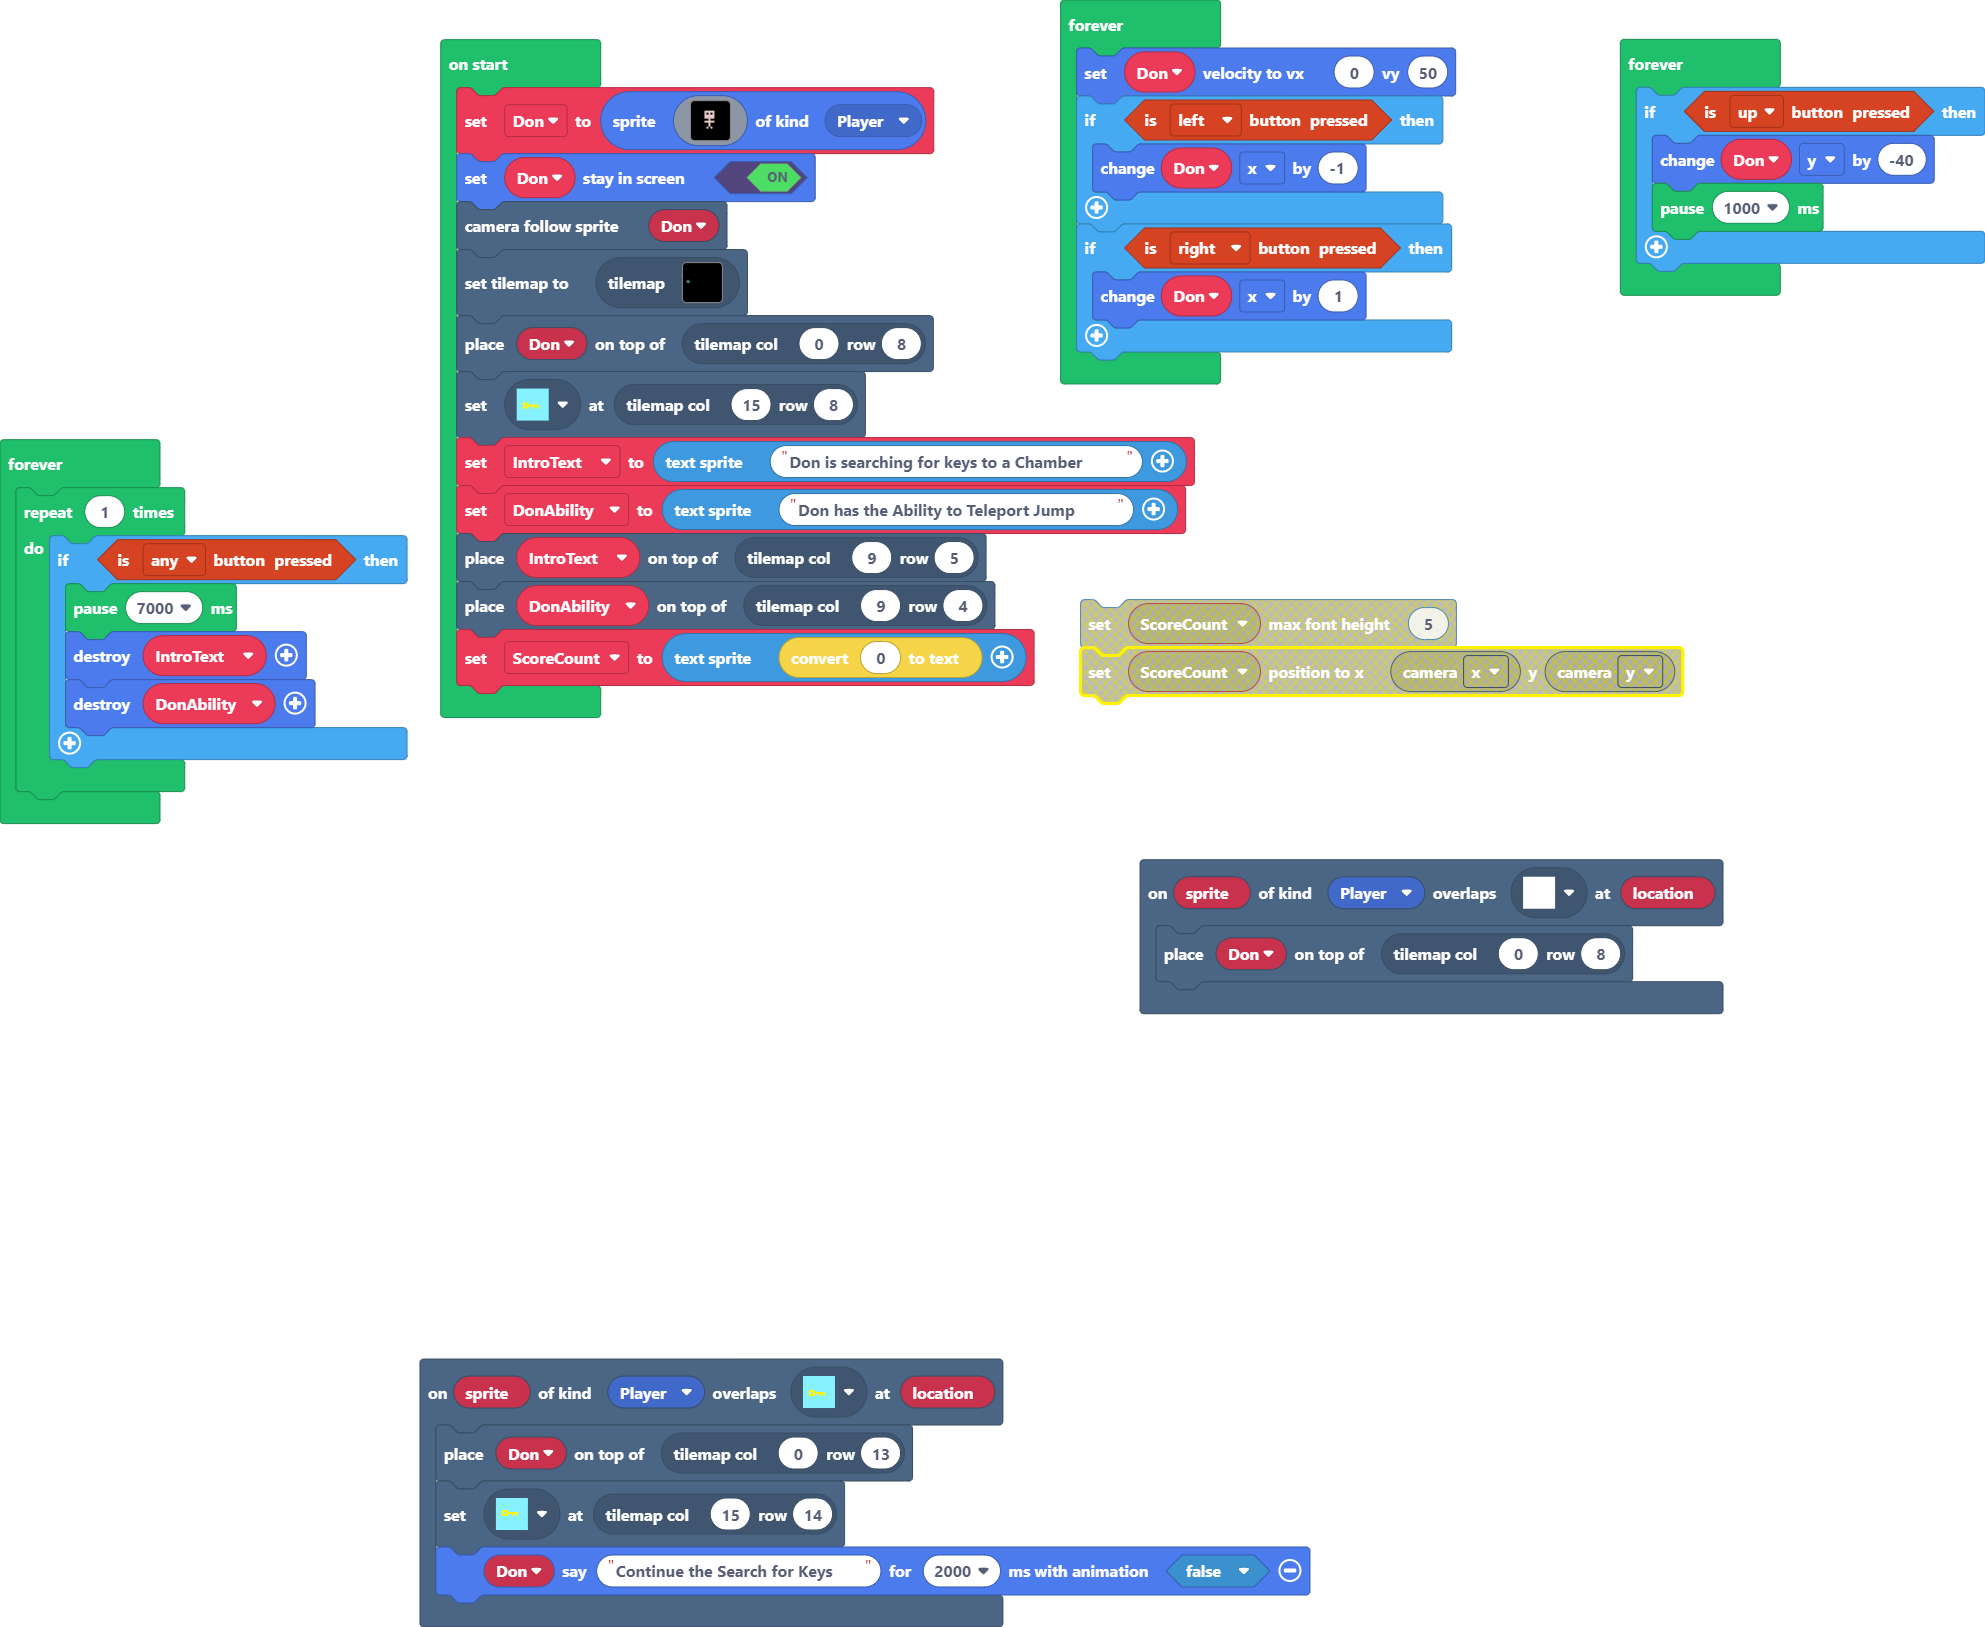 on start
set Don to sprite of kind Player
set Don stay in screen ON
camera follow sprite Don
set tilemap to tilemap
place Don on top of tilemap col 0 row 8
set at tilemap col 15 row 8
set IntroText to text sprite "Don is searching for keys to a Chamber"
set DonAbility to text sprite "Don has the Ability to Teleport Jump"
place IntroText on top of tilemap col 9 row 5
place DonAbility on top of tilemap col 9 row 4
set ScoreCount to text sprite convert 0 to text
forever
set Don velocity to vx 0 vy 50
if is left button pressed then
change Don x by -1
if is right button pressed then
change Don x by 1
forever
if is up button pressed then
change Don y by -40
pause 1000 ms
forever
repeat 1 times
do if is any button pressed then
pause 7000 ms
destroy IntroText
destroy DonAbility
set ScoreCount max font height 5
set ScoreCount position to x camera x y camera y
on sprite of kind Player overlaps at location
place Don on top of tilemap col 0 row 8
on sprite of kind Player overlaps at location
place Don on top of tilemap col 0 row 13
set at tilemap col 15 row 14
Don say "Continue the Search for Keys" for 2000 ms with animation false